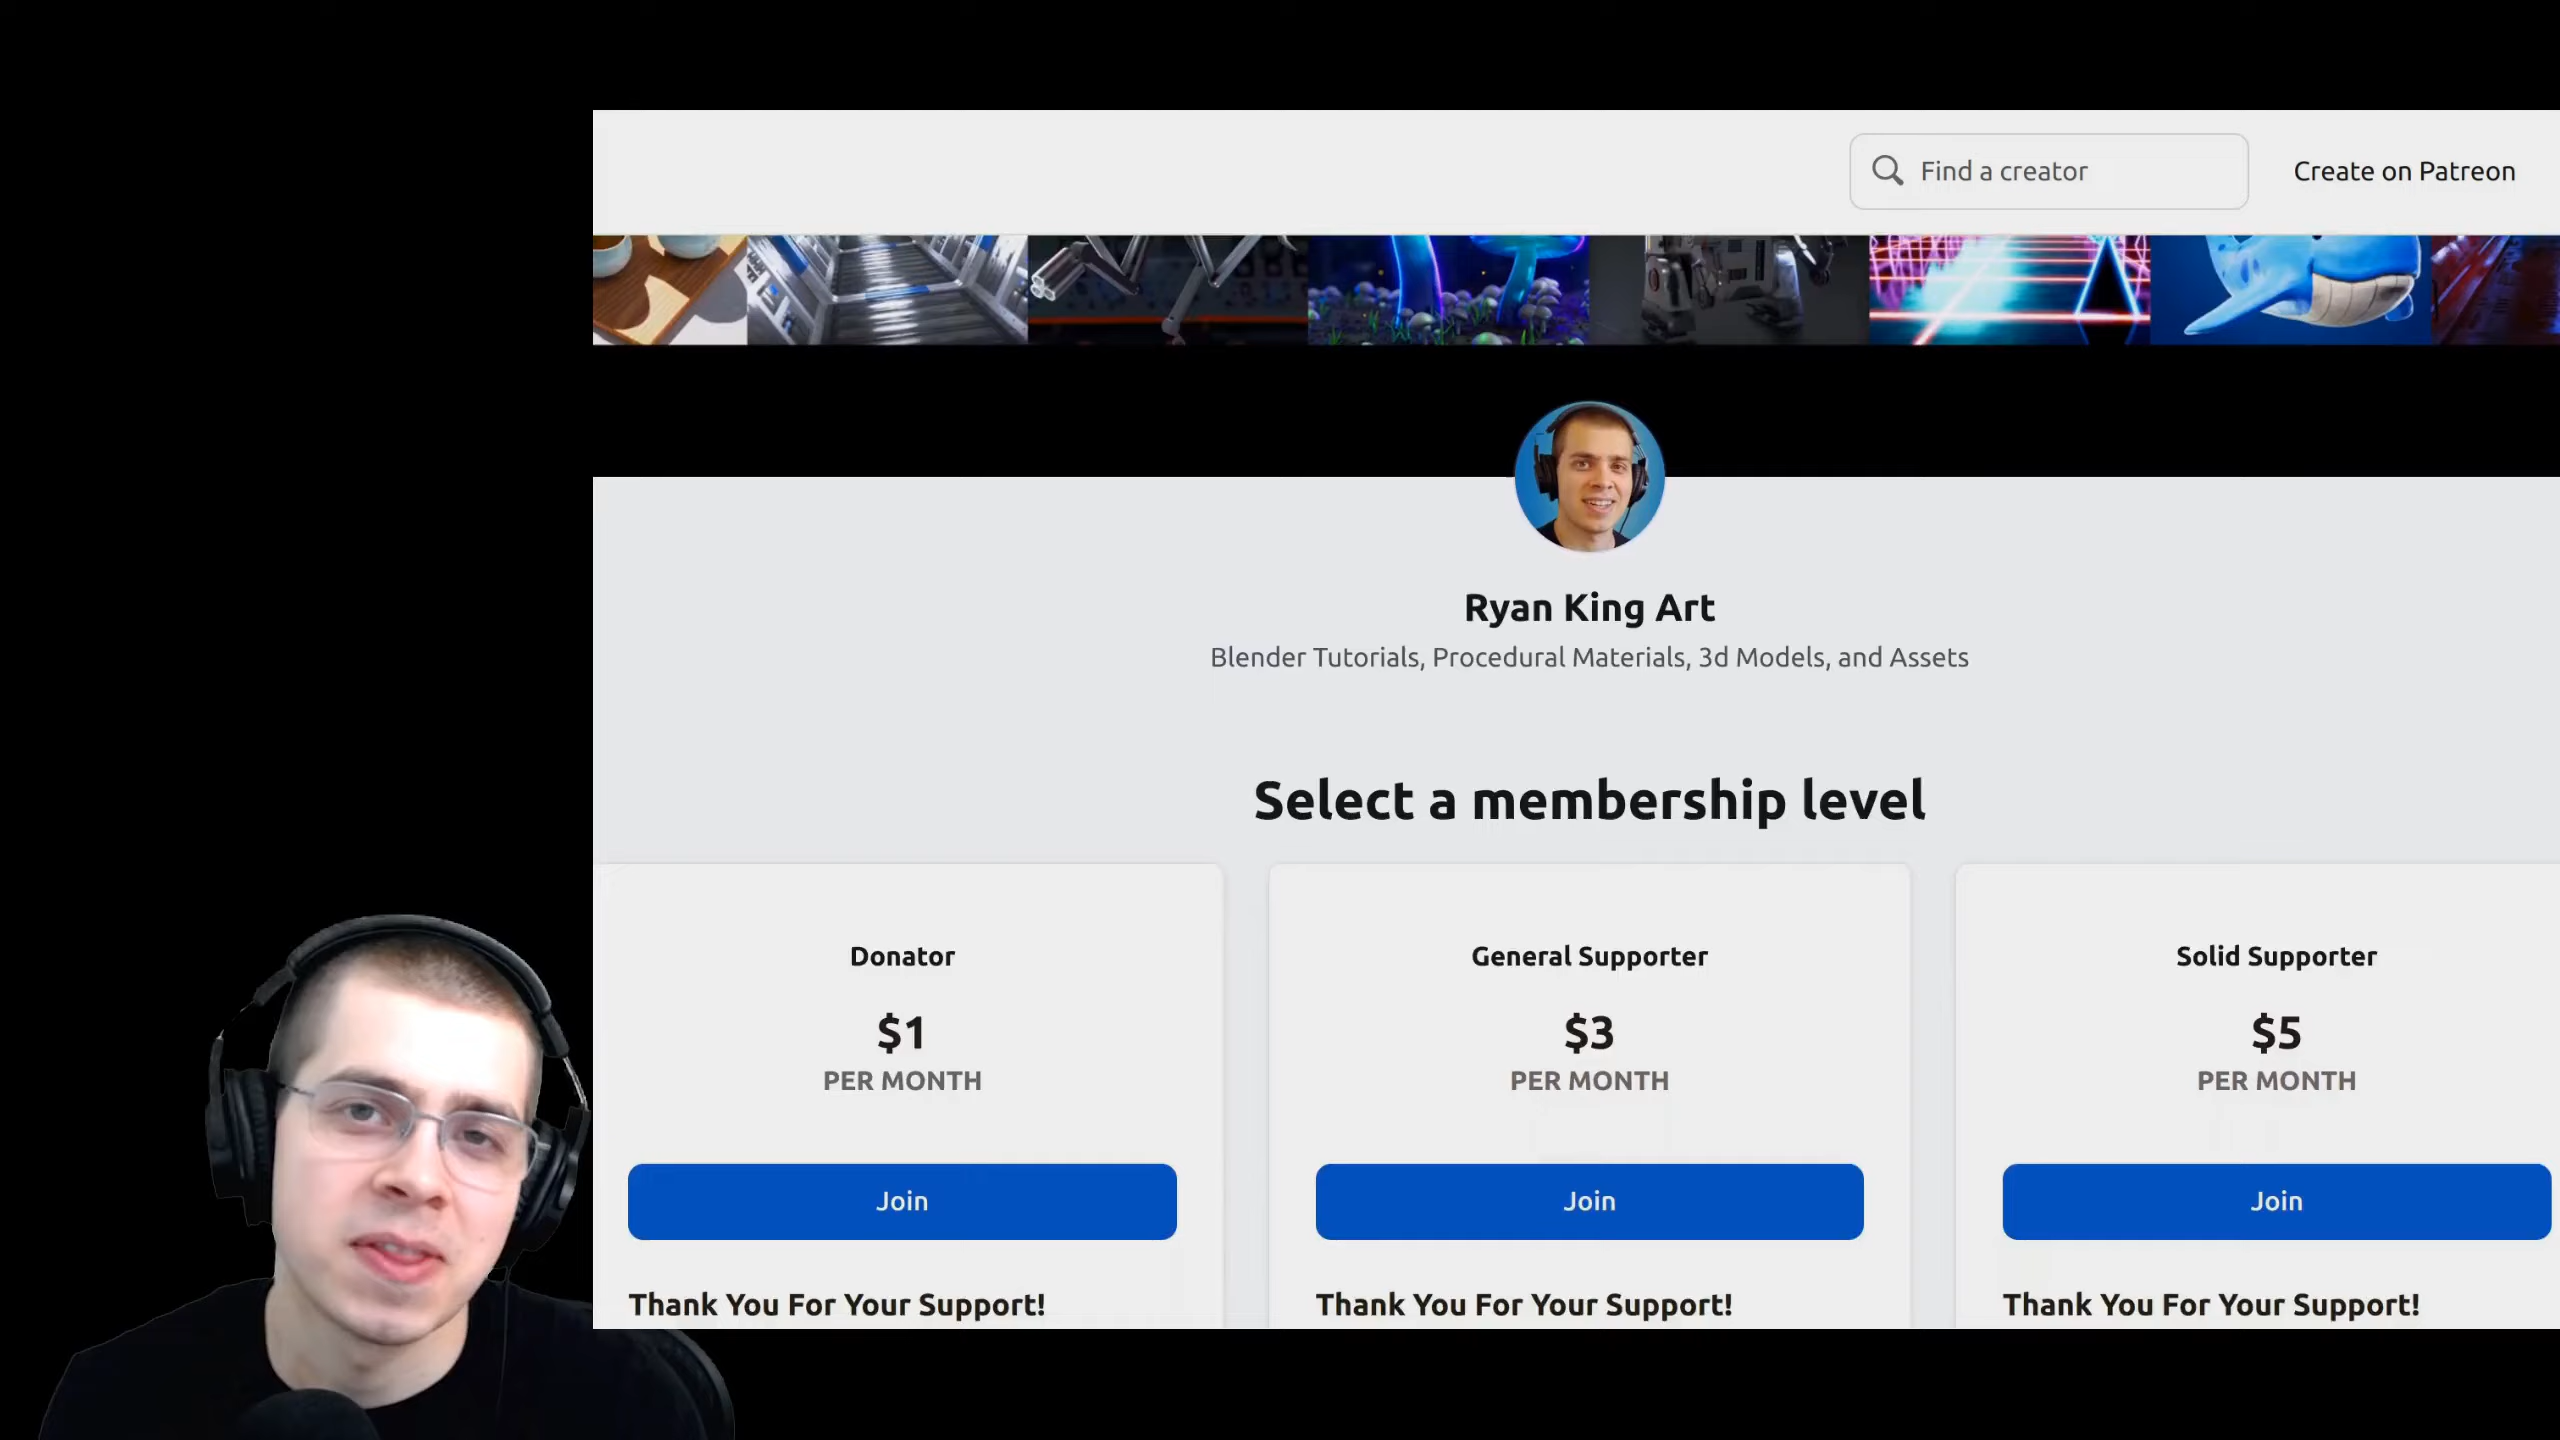 Find a creator
Create on Patreon
Ryan King Art
Blender Tutorials, Procedural Materials, 3d Models, and Assets
Select a membership level
Donator
$1
PER MONTH
Join
Thank You For Your Support!
General Supporter
$3
PER MONTH
Join
Thank You For Your Support!
Solid Supporter
$5
PER MONTH
Join
Thank You For Your Support!